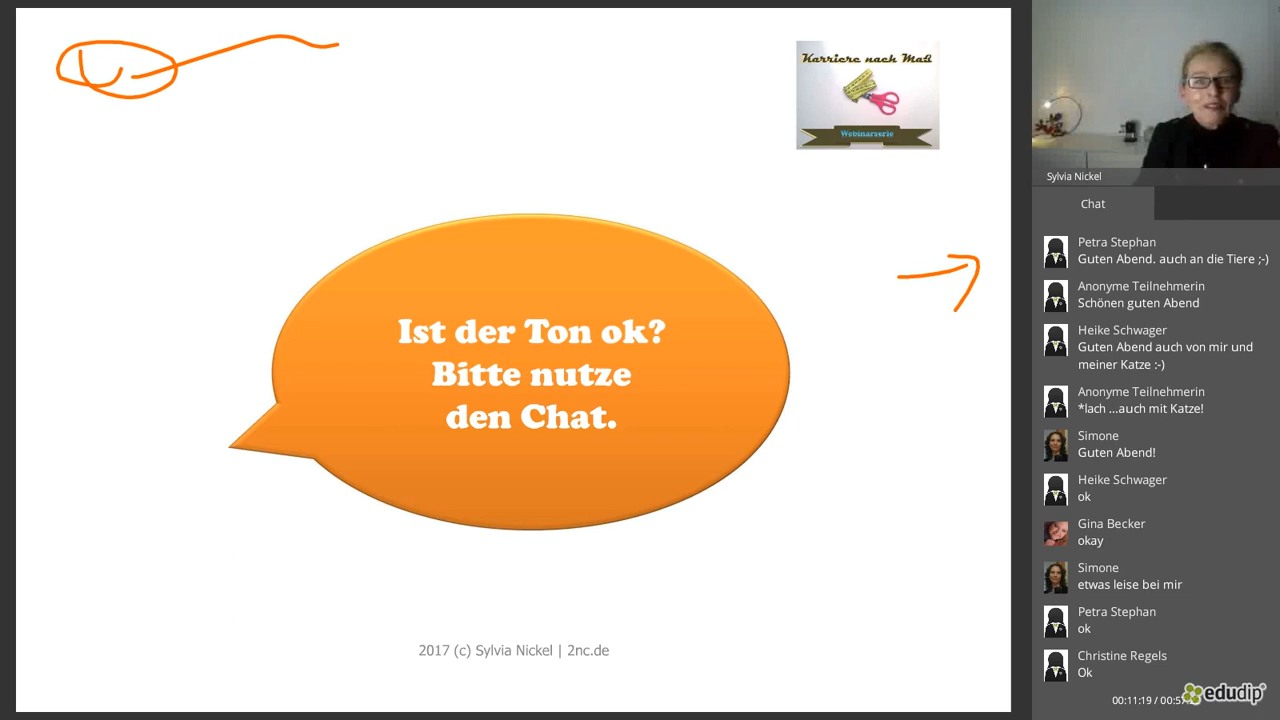 Karriere nach Maß
Webinarserie
Ist der Ton ok?
Bitte nutze
den Chat.
2017 (c) Sylvia Nickel | 2nc.de
Sylvia Nickel
Chat
Petra Stephan
Guten Abend. auch an die Tiere ;-)
Anonyme Teilnehmerin
Schönen guten Abend
Heike Schwager
Guten Abend auch von mir und
meiner Katze :-)
Anonyme Teilnehmerin
*lach ...auch mit Katze!
Simone
Guten Abend!
Heike Schwager
ok
Gina Becker
okay
Simone
etwas leise bei mir
Petra Stephan
ok
Christine Regels
Ok
00:11:19 / 00:57
edudip